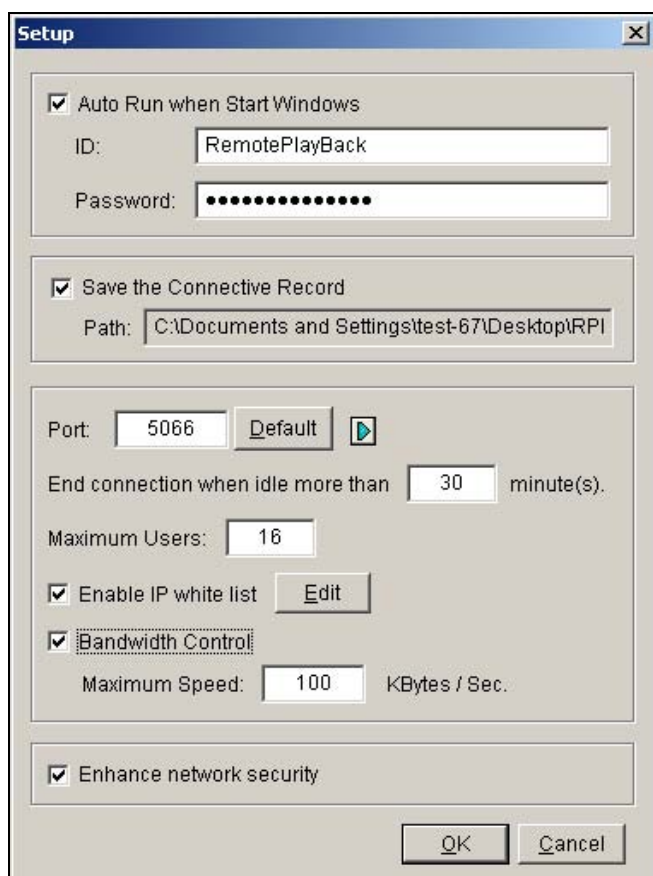 Setup
Auto Run when Start Windows
ID: RemotePlayBack
Password: ••••••••••••••
Save the Connective Record
Path: C:\Documents and Settings\test-67\Desktop\RPI
Port: 5066 Default
End connection when idle more than 30 minute(s).
Maximum Users: 16
Enable IP white list Edit
Bandwidth Control
Maximum Speed: 100 KBytes / Sec.
Enhance network security
OK Cancel